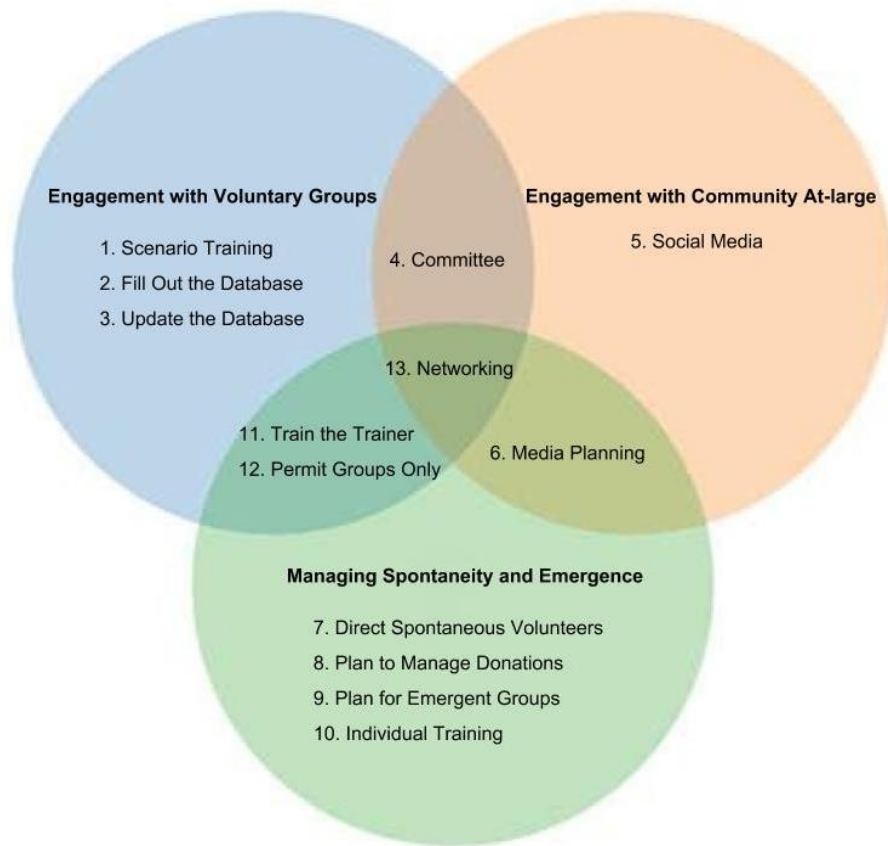 Engagement with Voluntary Groups
1. Scenario Training
2. Fill Out the Database
3. Update the Database
4. Committee
Engagement with Community At-large
5. Social Media
13. Networking
11. Train the Trainer
12. Permit Groups Only
6. Media Planning
Managing Spontaneity and Emergence
7. Direct Spontaneous Volunteers
8. Plan to Manage Donations
9. Plan for Emergent Groups
10. Individual Training